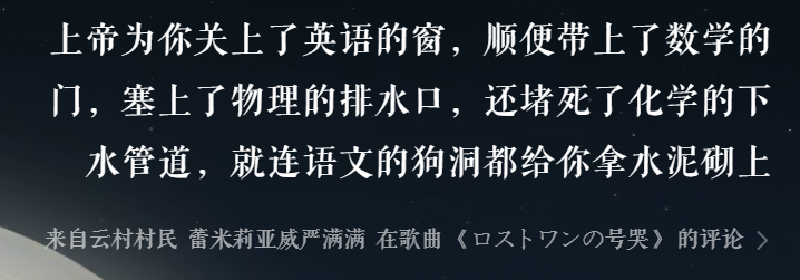 上帝为你关上了英语的窗，顺便带上了数学的
门，塞上了物理的排水口，还堵死了化学的下
水管道，就连语文的狗洞都给你拿水泥砌上
来自云村村民 蕾米莉亚威严满满 在歌曲《ロストワンの号哭》的评论 >